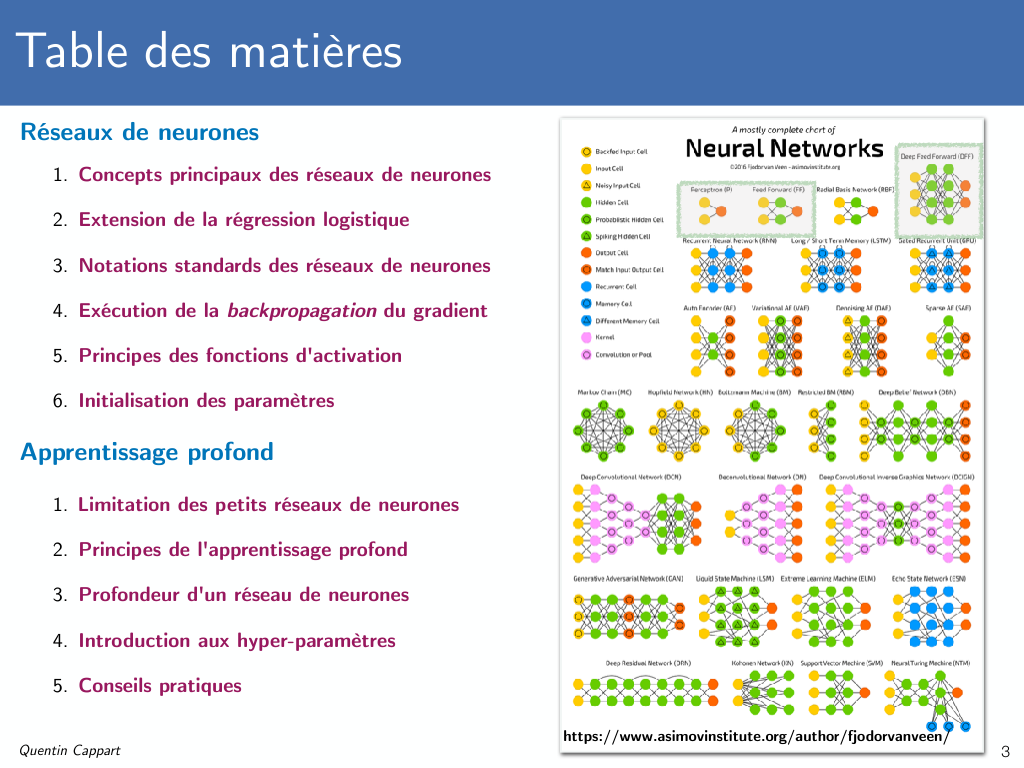 Table des matières
Réseaux de neurones
1. Concepts principaux des réseaux de neurones
2. Extension de la régression logistique
3. Notations standards des réseaux de neurones
4. Exécution de la backpropagation du gradient
5. Principes des fonctions d'activation
6. Initialisation des paramètres
Apprentissage profond
1. Limitation des petits réseaux de neurones
2. Principes de l'apprentissage profond
3. Profondeur d'un réseau de neurones
4. Introduction aux hyper-paramètres
5. Conseils pratiques
A mostly complete chart of
Neural Networks
©2016 Fjodor van Veen - asimovinstitute.org
Backfed Input Cell
Input Cell
Noisy Input Cell
Hidden Cell
Probabilistic Hidden Cell
Spiking Hidden Cell
Output Cell
Match Input Output Cell
Recurrent Cell
Memory Cell
Different Memory Cell
Kernel
Convolution or Pool
Perceptron (P) Feed Forward (FF) Radial Basis Network (RBF) Deep Feed Forward (DFF)
Recurrent Neural Network (RNN) Long / Short Term Memory (LSTM) Gated Recurrent Unit (GRU)
Auto Encoder (AE) Variational AE (VAE) Denoising AE (DAE) Sparse AE (SAE)
Markov Chain (MC) Hopfield Network (HN) Boltzmann Machine (BM) Restricted BM (RBM) Deep Belief Network (DBN)
Deep Convolutional Network (DCN) Deconvolutional Network (DN) Deep Convolutional Inverse Graphics Network (DCIGN)
Generative Adversarial Network (GAN) Liquid State Machine (LSM) Extreme Learning Machine (ELM) Echo State Network (ESN)
Deep Residual Network (DRN) Kohonen Network (KN) Support Vector Machine (SVM) Neural Turing Machine (NTM)
https://www.asimovinstitute.org/author/fjodorvanveen/
Quentin Cappart
3